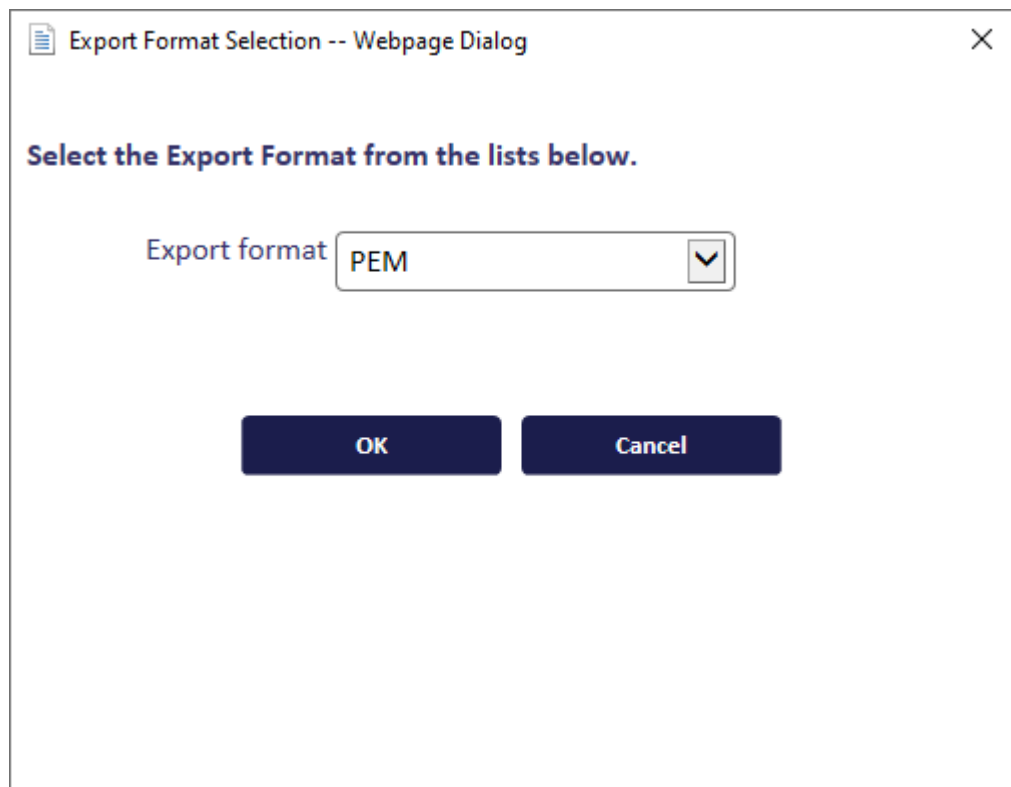 Export Format Selection -- Webpage Dialog
Select the Export Format from the lists below.
Export format PEM
OK Cancel